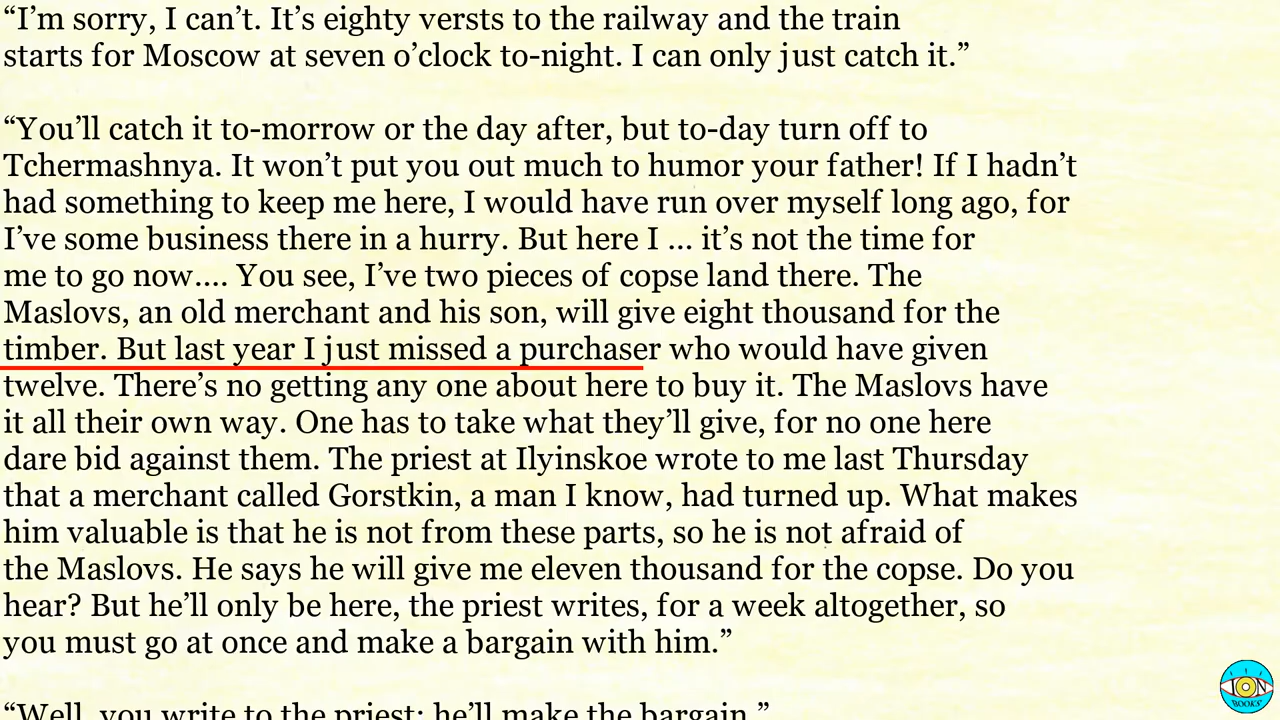 “I’m sorry, I can’t. It’s eighty versts to the railway and the train
starts for Moscow at seven o’clock to-night. I can only just catch it.”
“You’ll catch it to-morrow or the day after, but to-day turn off to
Tchermashnya. It won’t put you out much to humor your father! If I hadn’t
had something to keep me here, I would have run over myself long ago, for
I’ve some business there in a hurry. But here I ... it’s not the time for
me to go now.... You see, I’ve two pieces of copse land there. The
Maslovs, an old merchant and his son, will give eight thousand for the
timber. But last year I just missed a purchaser who would have given
twelve. There’s no getting any one about here to buy it. The Maslovs have
it all their own way. One has to take what they’ll give, for no one here
dare bid against them. The priest at Ilyinskoe wrote to me last Thursday
that a merchant called Gorstkin, a man I know, had turned up. What makes
him valuable is that he is not from these parts, so he is not afraid of
the Maslovs. He says he will give me eleven thousand for the copse. Do you
hear? But he’ll only be here, the priest writes, for a week altogether, so
you must go at once and make a bargain with him.”
“Well, you write to the priest; he’ll make the bargain.”
ION
BOOKS